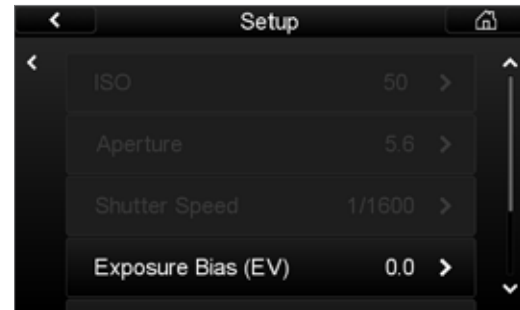 Setup
ISO 50
Aperture 5.6
Shutter Speed 1/1600
Exposure Bias (EV) 0.0